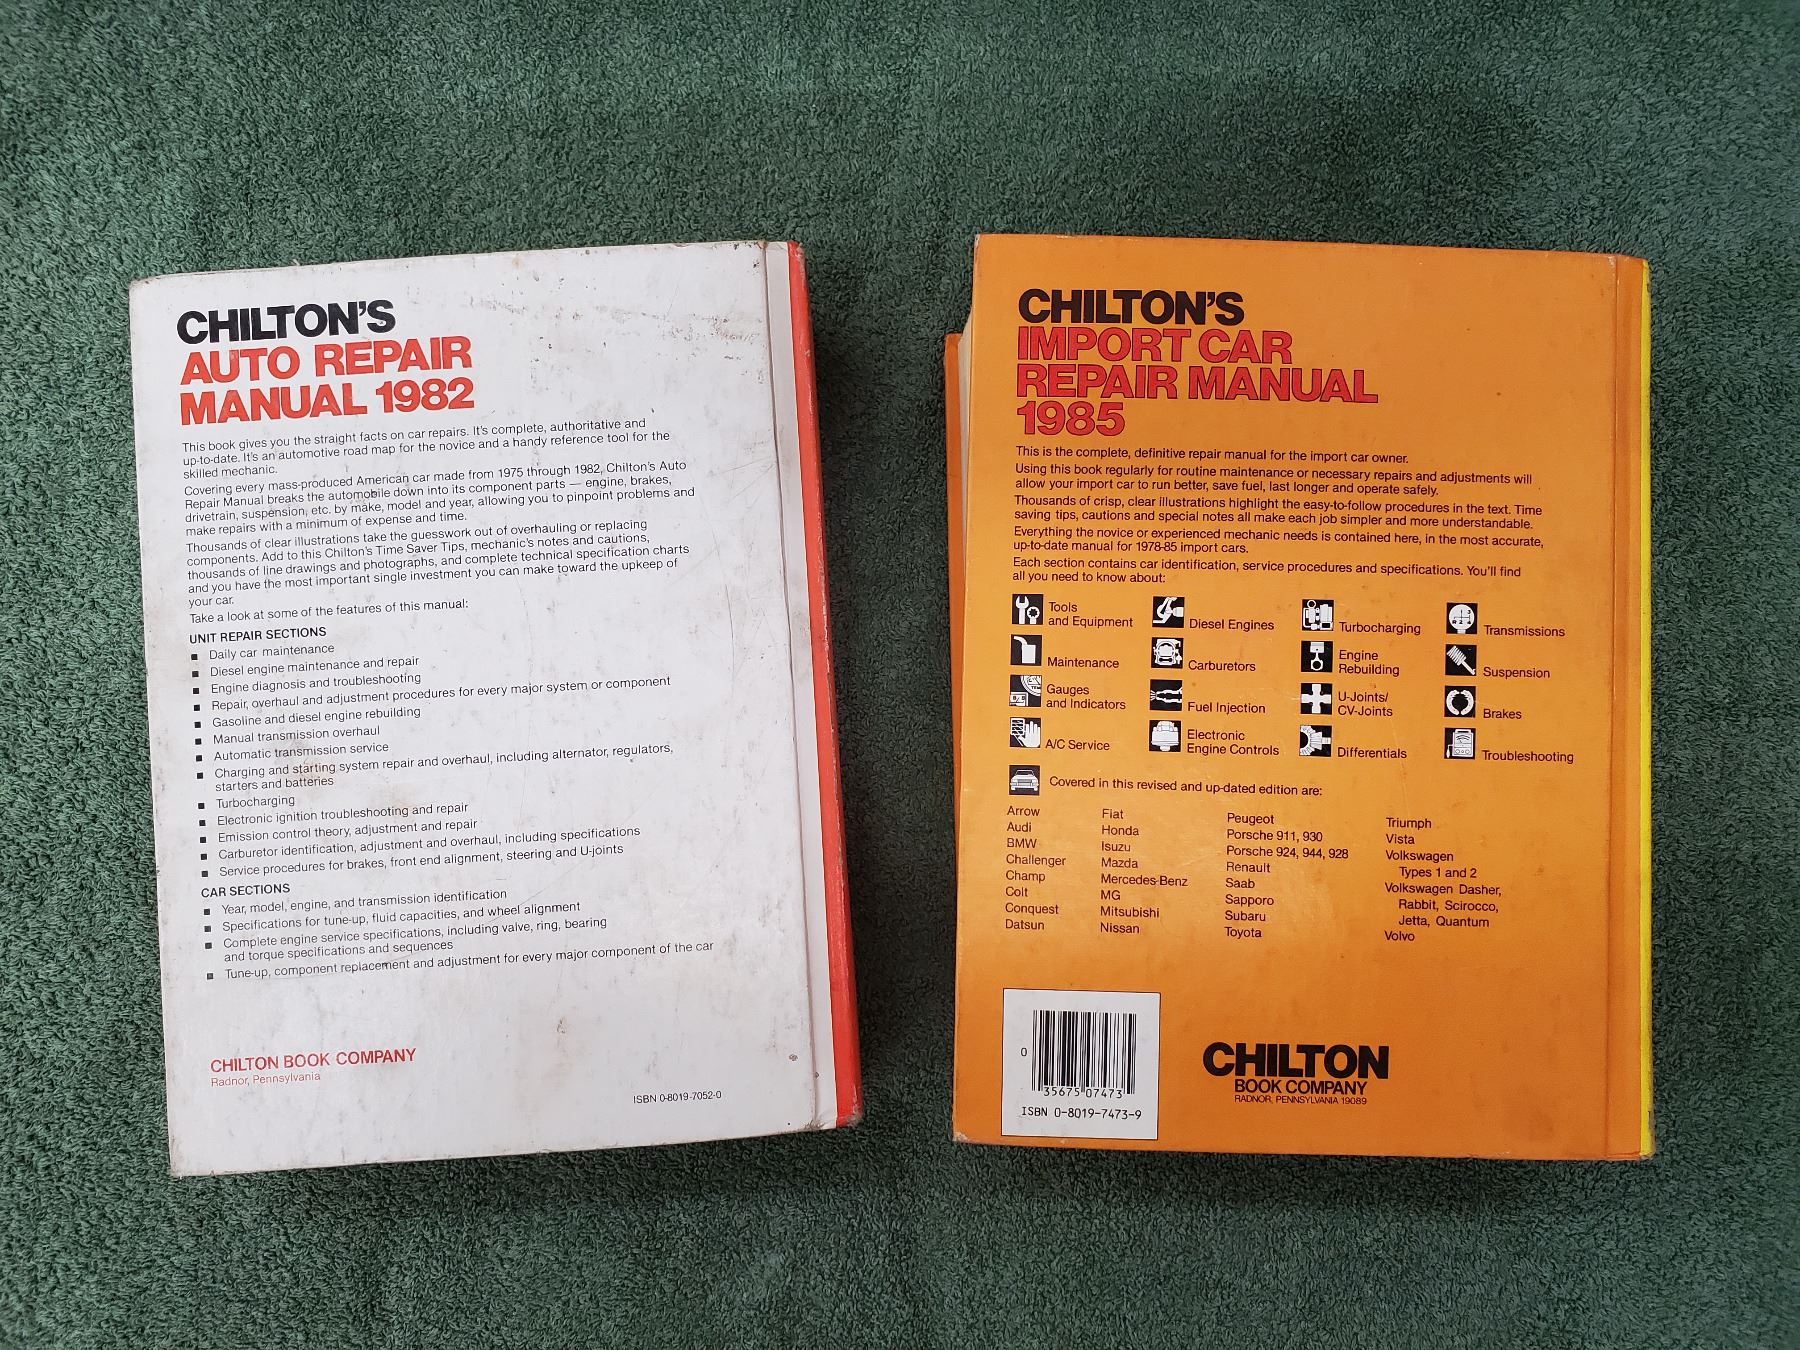 CHILTON'S
AUTO REPAIR
MANUAL 1982
This book gives you the straight facts on car repairs. It's complete, authoritative and
up-to-date. It's an automotive road map for the novice and a handy reference tool for the
skilled mechanic.
Covering every mass-produced American car made from 1975 through 1982, Chilton's Auto
Repair Manual breaks the automobile down into its component parts — engine, brakes,
drivetrain, suspension, etc. by make, model and year, allowing you to pinpoint problems and
make repairs with a minimum of expense and time.
Thousands of clear illustrations take the guesswork out of overhauling or replacing
components. Add to this Chilton's Time Saver Tips, mechanic's notes and cautions,
thousands of line drawings and photographs, and complete technical specification charts
and you have the most important single investment you can make toward the upkeep of
your car.
Take a look at some of the features of this manual:
UNIT REPAIR SECTIONS
■ Daily car maintenance
■ Diesel engine maintenance and repair
■ Engine diagnosis and troubleshooting
■ Repair, overhaul and adjustment procedures for every major system or component
■ Gasoline and diesel engine rebuilding
■ Manual transmission overhaul
■ Automatic transmission service
■ Charging and starting system repair and overhaul, including alternator, regulators,
starters and batteries
■ Turbocharging
■ Electronic ignition troubleshooting and repair
■ Emission control theory, adjustment and repair
■ Carburetor identification, adjustment and overhaul, including specifications
■ Service procedures for brakes, front end alignment, steering and U-joints
CAR SECTIONS
■ Year, model, engine, and transmission identification
■ Specifications for tune-up, fluid capacities, and wheel alignment
■ Complete engine service specifications, including valve, ring, bearing
and torque specifications and sequences
■ Tune-up, component replacement and adjustment for every major component of the car
CHILTON BOOK COMPANY
Radnor, Pennsylvania
ISBN 0-8019-7052-0
CHILTON'S
IMPORT CAR
REPAIR MANUAL
1985
This is the complete, definitive repair manual for the import car owner.
Using this book regularly for routine maintenance or necessary repairs and adjustments will
allow your import car to run better, save fuel, last longer and operate safely.
Thousands of crisp, clear illustrations highlight the easy-to-follow procedures in the text. Time
saving tips, cautions and special notes all make each job simpler and more understandable.
Everything the novice or experienced mechanic needs is contained here, in the most accurate,
up-to-date manual for 1978-85 import cars.
Each section contains car identification, service procedures and specifications. You'll find
all you need to know about:
Tools
and Equipment
Maintenance
Gauges
and Indicators
A/C Service
Diesel Engines
Carburetors
Fuel Injection
Electronic
Engine Controls
Turbocharging
Engine
Rebuilding
U-Joints/
CV-Joints
Differentials
Transmissions
Suspension
Brakes
Troubleshooting
Covered in this revised and up-dated edition are:
Arrow
Audi
BMW
Challenger
Champ
Colt
Conquest
Datsun
Fiat
Honda
Isuzu
Mazda
Mercedes-Benz
MG
Mitsubishi
Nissan
Peugeot
Porsche 911, 930
Porsche 924, 944, 928
Renault
Saab
Sapporo
Subaru
Toyota
Triumph
Vista
Volkswagen
Types 1 and 2
Volkswagen Dasher,
Rabbit, Scirocco,
Jetta, Quantum
Volvo
0 35675 07473
ISBN 0-8019-7473-9
CHILTON
BOOK COMPANY
RADNOR, PENNSYLVANIA 19089